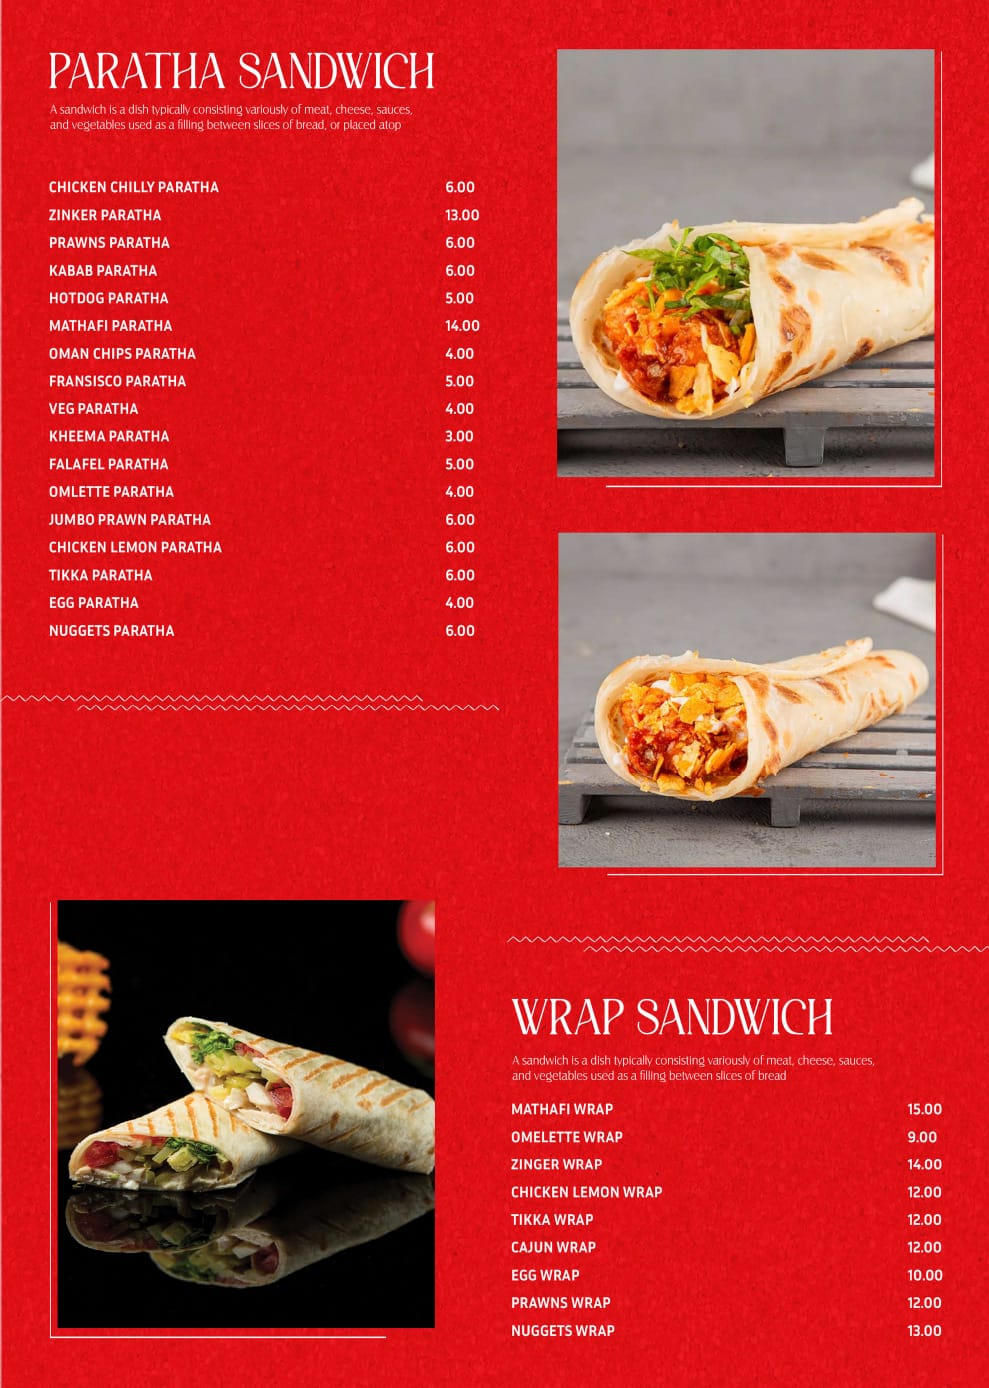 PARATHA SANDWICH
A sandwich is a dish typically consisting variously of meat, cheese, sauces,
and vegetables used as a filling between slices of bread, or placed atop
CHICKEN CHILLY PARATHA 6.00
ZINKER PARATHA 13.00
PRAWNS PARATHA 6.00
KABAB PARATHA 6.00
HOTDOG PARATHA 5.00
MATHAFI PARATHA 14.00
OMAN CHIPS PARATHA 4.00
FRANSISCO PARATHA 5.00
VEG PARATHA 4.00
KHEEMA PARATHA 3.00
FALAFEL PARATHA 5.00
OMLETTE PARATHA 4.00
JUMBO PRAWN PARATHA 6.00
CHICKEN LEMON PARATHA 6.00
TIKKA PARATHA 6.00
EGG PARATHA 4.00
NUGGETS PARATHA 6.00
WRAP SANDWICH
A sandwich is a dish typically consisting variously of meat, cheese, sauces,
and vegetables used as a filling between slices of bread
MATHAFI WRAP 15.00
OMELETTE WRAP 9.00
ZINGER WRAP 14.00
CHICKEN LEMON WRAP 12.00
TIKKA WRAP 12.00
CAJUN WRAP 12.00
EGG WRAP 10.00
PRAWNS WRAP 12.00
NUGGETS WRAP 13.00